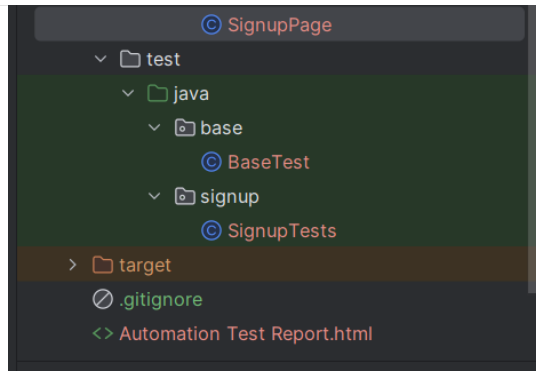 SignupPage
test
java
base
BaseTest
signup
SignupTests
target
.gitignore
Automation Test Report.html